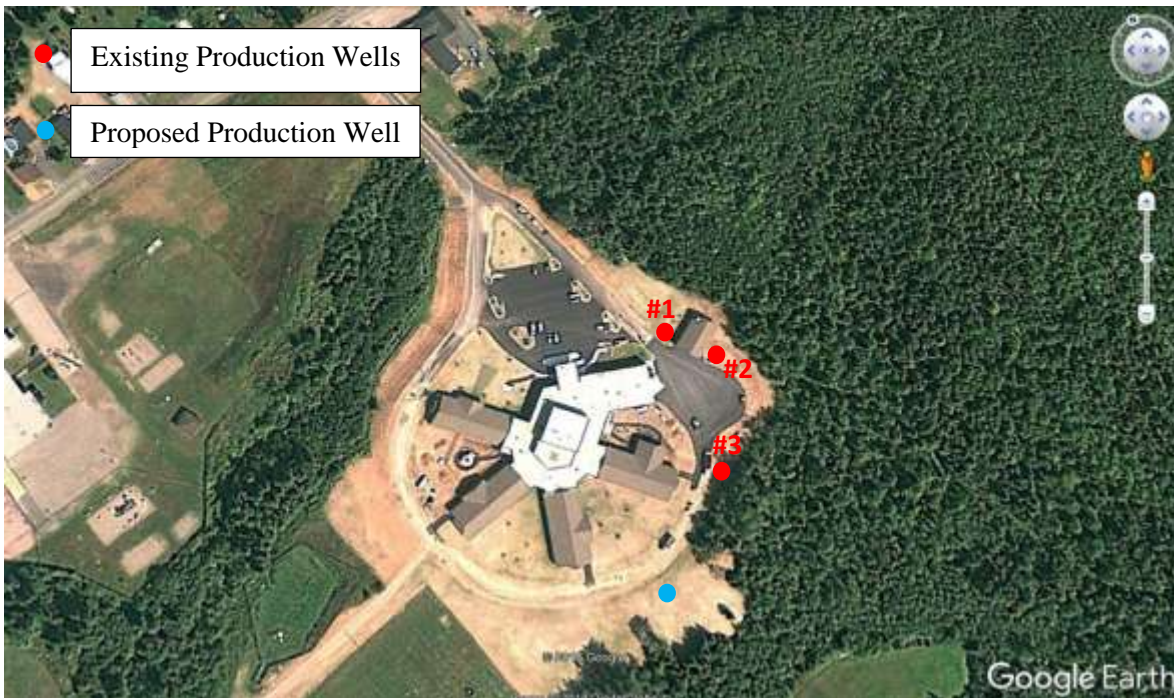 Existing Production Wells
Proposed Production Well
#1
#2
#3
Google Earth